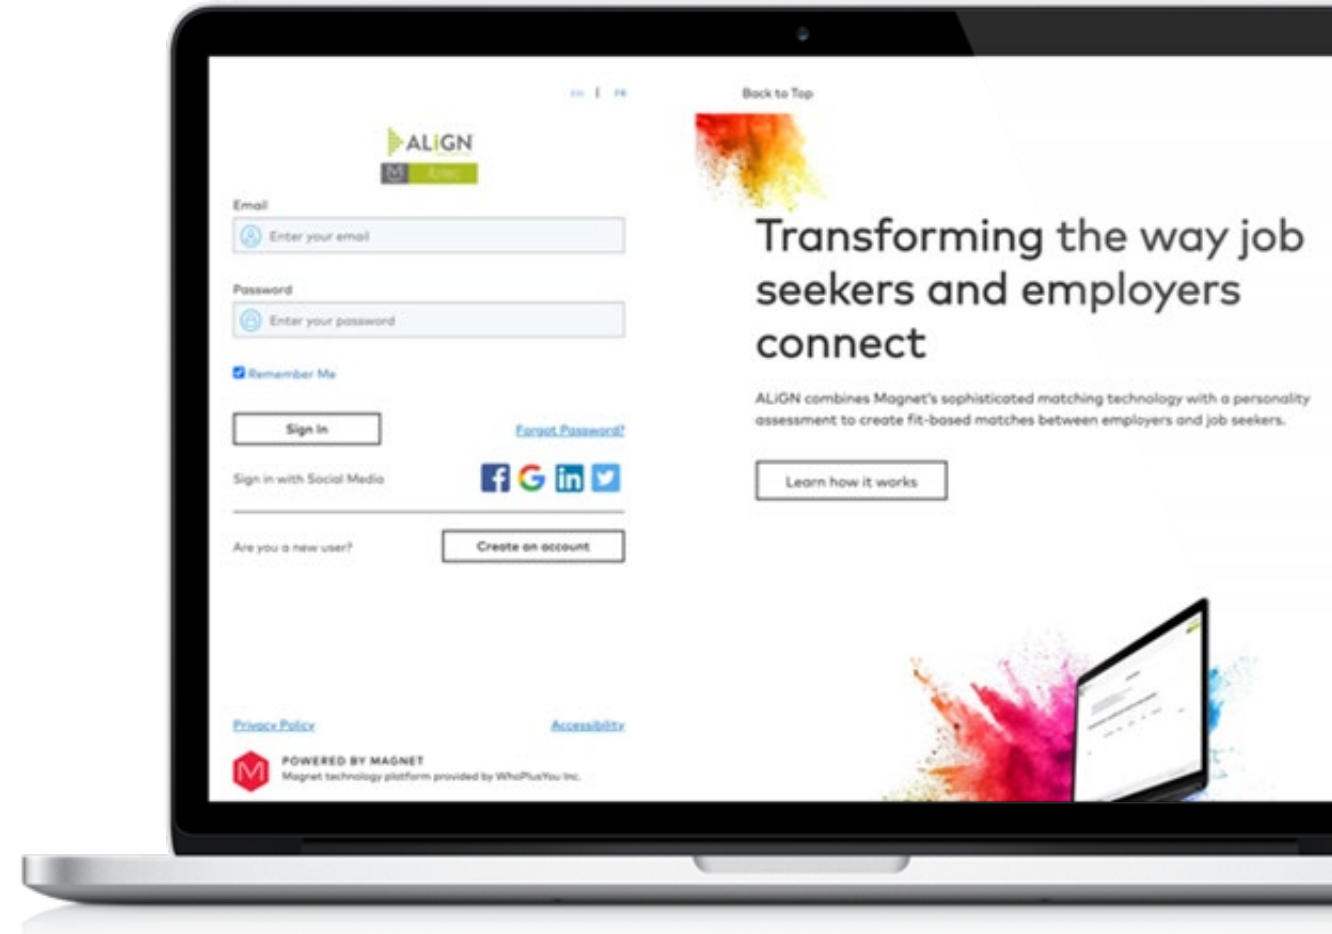 EN | FR
ALiGN
M
Email
Enter your email
Password
Enter your password
Remember Me
Sign In
Forgot Password?
Sign in with Social Media
f G in
Are you a new user?
Create an account
Privacy Policy
Accessibility
M
POWERED BY MAGNET
Magnet technology platform provided by WhoPlusYou Inc.
Back to Top
Transforming the way job
seekers and employers
connect
ALiGN combines Magnet's sophisticated matching technology with a personality
assessment to create fit-based matches between employers and job seekers.
Learn how it works